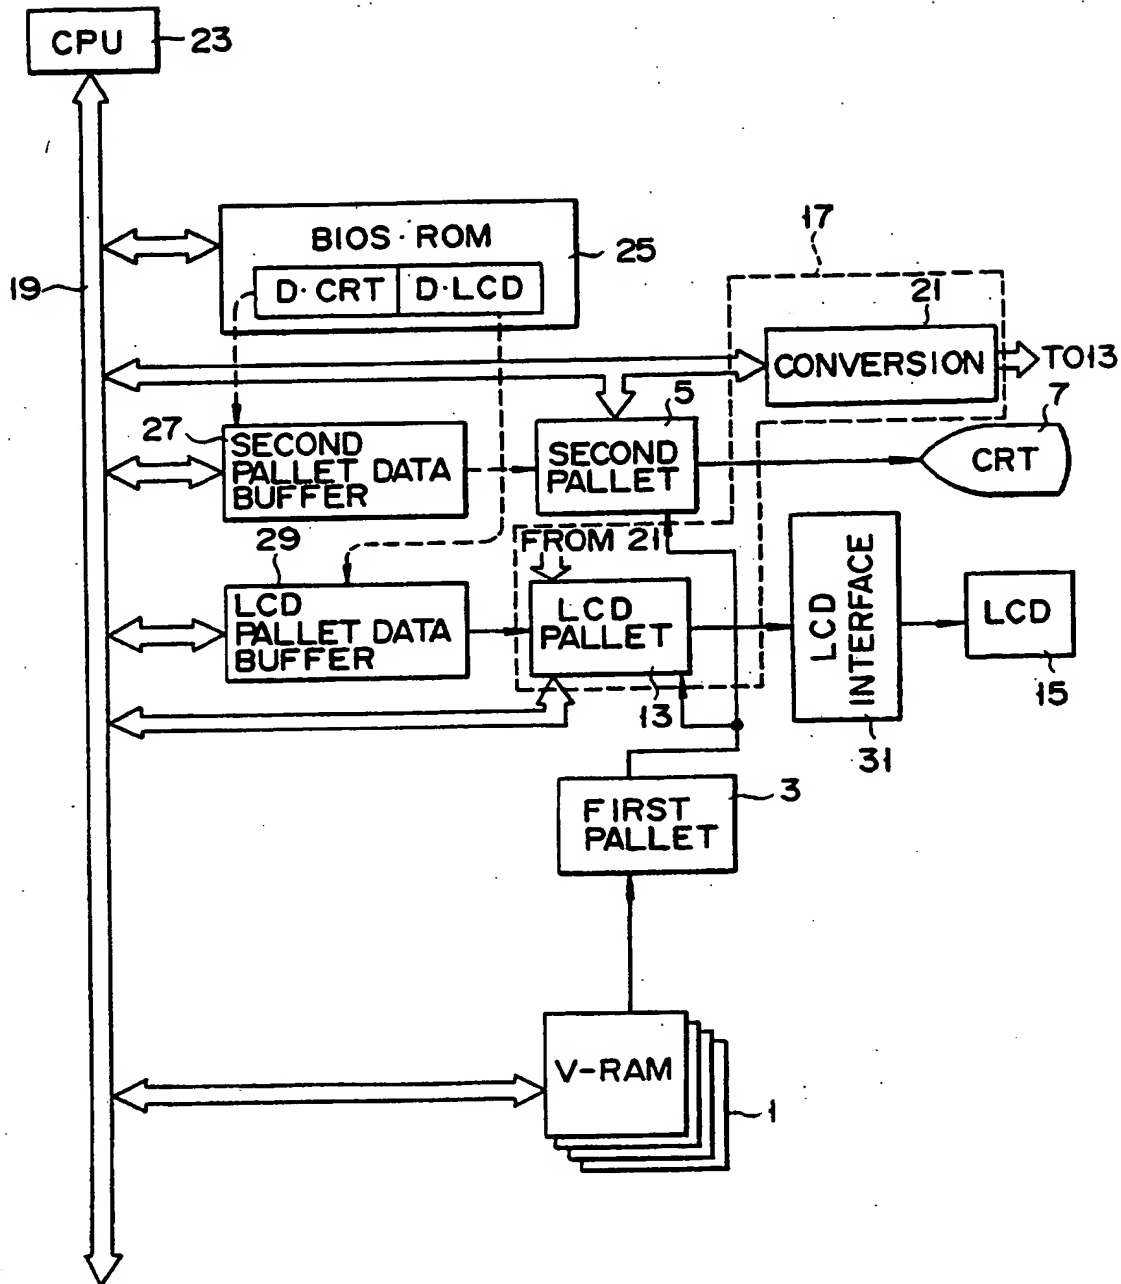 CPU
23
BIOS·ROM
25
D·CRT
D·LCD
19
17
21
CONVERSION
TO13
27
SECOND
PALLET DATA
BUFFER
5
SECOND
PALLET
7
CRT
29
LCD
PALLET DATA
BUFFER
FROM 21
LCD
PALLET
13
LCD
INTERFACE
31
LCD
15
FIRST
PALLET
3
V-RAM
1